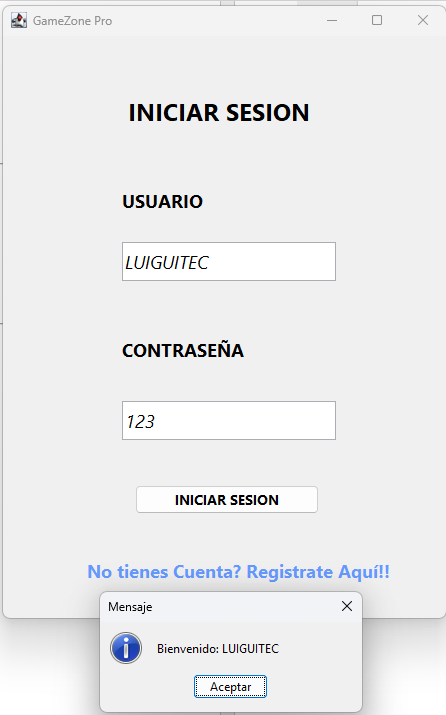 GameZone Pro
INICIAR SESION
USUARIO
LUIGUITEC
CONTRASEÑA
123
INICIAR SESION
No tienes Cuenta? Registrate Aquí!!
Mensaje
Bienvenido: LUIGUITEC
Aceptar